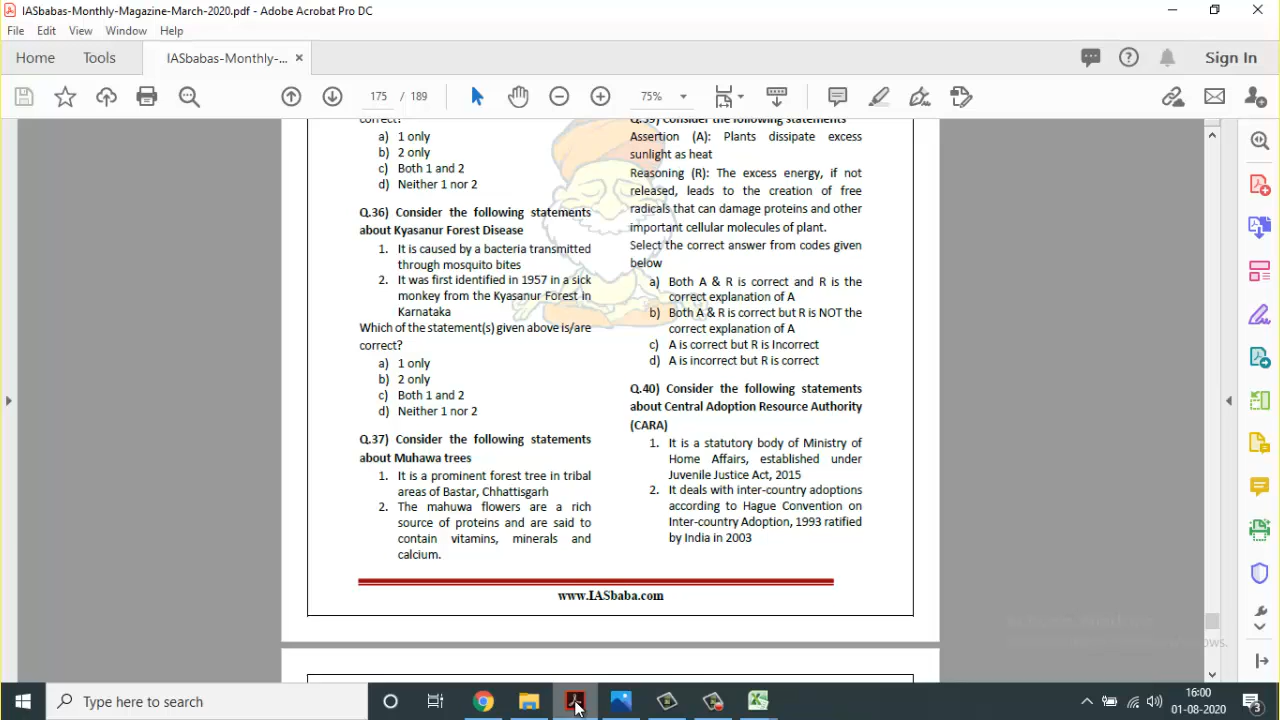 IASbabas-Monthly-Magazine-March-2020.pdf - Adobe Acrobat Pro DC
File Edit View Window Help
Home Tools IASbabas-Monthly-... × Sign In
175 / 189 75%
correct?
a) 1 only
b) 2 only
c) Both 1 and 2
d) Neither 1 nor 2
Q.36) Consider the following statements
about Kyasanur Forest Disease
1. It is caused by a bacteria transmitted
through mosquito bites
2. It was first identified in 1957 in a sick
monkey from the Kyasanur Forest in
Karnataka
Which of the statement(s) given above is/are
correct?
a) 1 only
b) 2 only
c) Both 1 and 2
d) Neither 1 nor 2
Q.37) Consider the following statements
about Muhawa trees
1. It is a prominent forest tree in tribal
areas of Bastar, Chhattisgarh
2. The mahuwa flowers are a rich
source of proteins and are said to
contain vitamins, minerals and
calcium.
Q.39) Consider the following statements
Assertion (A): Plants dissipate excess
sunlight as heat
Reasoning (R): The excess energy, if not
released, leads to the creation of free
radicals that can damage proteins and other
important cellular molecules of plant.
Select the correct answer from codes given
below
a) Both A & R is correct and R is the
correct explanation of A
b) Both A & R is correct but R is NOT the
correct explanation of A
c) A is correct but R is Incorrect
d) A is incorrect but R is correct
Q.40) Consider the following statements
about Central Adoption Resource Authority
(CARA)
1. It is a statutory body of Ministry of
Home Affairs, established under
Juvenile Justice Act, 2015
2. It deals with inter-country adoptions
according to Hague Convention on
Inter-country Adoption, 1993 ratified
by India in 2003
www.IASbaba.com
Type here to search
16:00
01-08-2020
3